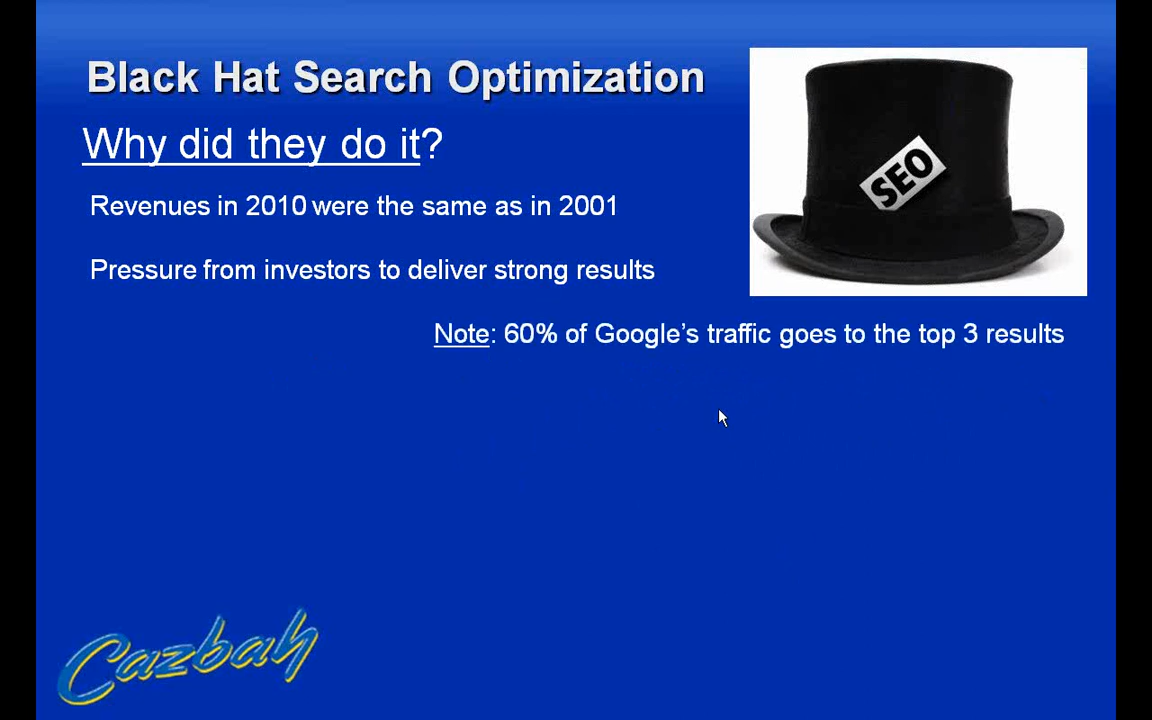 Black Hat Search Optimization
Why did they do it?
SEO
Revenues in 2010 were the same as in 2001
Pressure from investors to deliver strong results
Note: 60% of Google’s traffic goes to the top 3 results
Cazbah